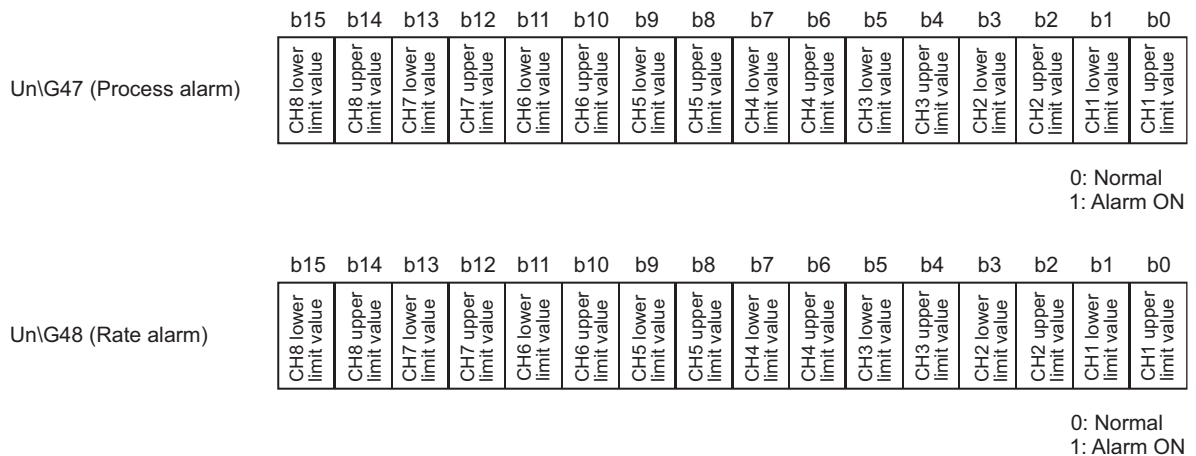 b15 b14 b13 b12 b11 b10 b9 b8 b7 b6 b5 b4 b3 b2 b1 b0
Un\G47 (Process alarm)
CH8 lower
limit value
CH8 upper
limit value
CH7 lower
limit value
CH7 upper
limit value
CH6 lower
limit value
CH6 upper
limit value
CH5 lower
limit value
CH5 upper
limit value
CH4 lower
limit value
CH4 upper
limit value
CH3 lower
limit value
CH3 upper
limit value
CH2 lower
limit value
CH2 upper
limit value
CH1 lower
limit value
CH1 upper
limit value
0: Normal
1: Alarm ON
b15 b14 b13 b12 b11 b10 b9 b8 b7 b6 b5 b4 b3 b2 b1 b0
Un\G48 (Rate alarm)
CH8 lower
limit value
CH8 upper
limit value
CH7 lower
limit value
CH7 upper
limit value
CH6 lower
limit value
CH6 upper
limit value
CH5 lower
limit value
CH5 upper
limit value
CH4 lower
limit value
CH4 upper
limit value
CH3 lower
limit value
CH3 upper
limit value
CH2 lower
limit value
CH2 upper
limit value
CH1 lower
limit value
CH1 upper
limit value
0: Normal
1: Alarm ON